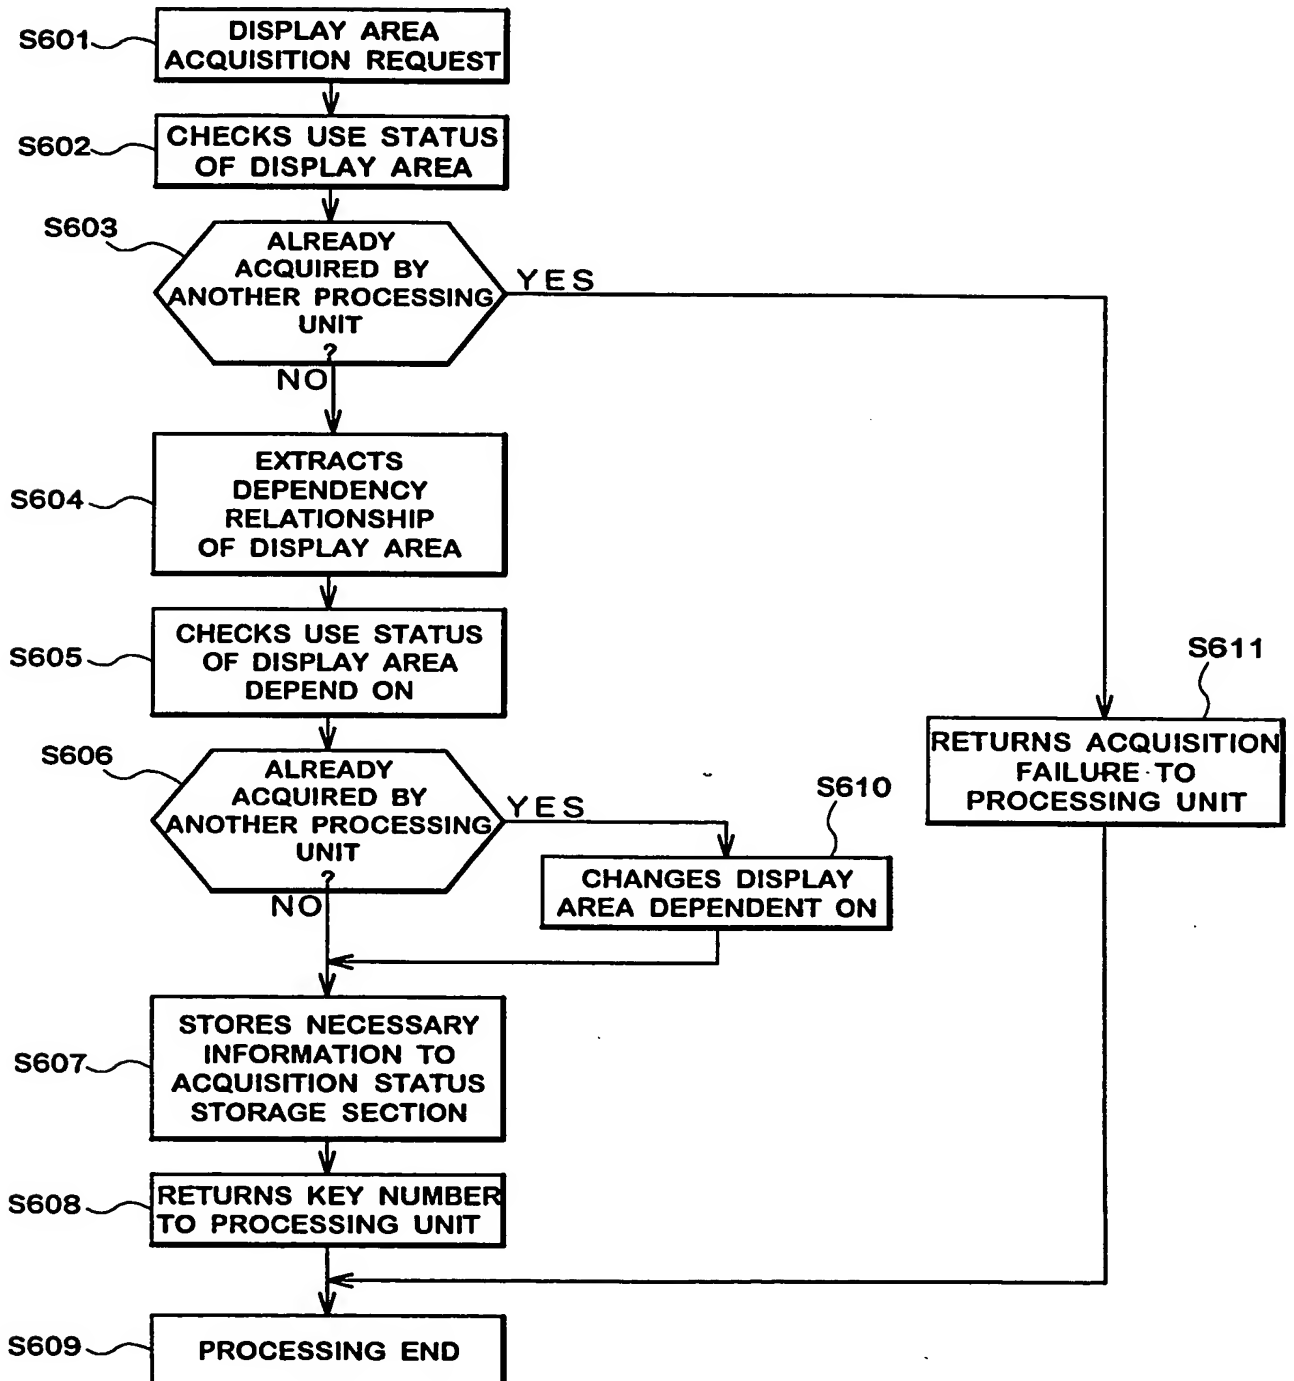 S601
DISPLAY AREA
ACQUISITION REQUEST
S602
CHECKS USE STATUS
OF DISPLAY AREA
S603
ALREADY
ACQUIRED BY
ANOTHER PROCESSING
UNIT
?
YES
NO
S604
EXTRACTS
DEPENDENCY
RELATIONSHIP
OF DISPLAY AREA
S605
CHECKS USE STATUS
OF DISPLAY AREA
DEPEND ON
S611
RETURNS ACQUISITION
FAILURE TO
PROCESSING UNIT
S606
ALREADY
ACQUIRED BY
ANOTHER PROCESSING
UNIT
?
YES
NO
S610
CHANGES DISPLAY
AREA DEPENDENT ON
S607
STORES NECESSARY
INFORMATION TO
ACQUISITION STATUS
STORAGE SECTION
S608
RETURNS KEY NUMBER
TO PROCESSING UNIT
S609
PROCESSING END